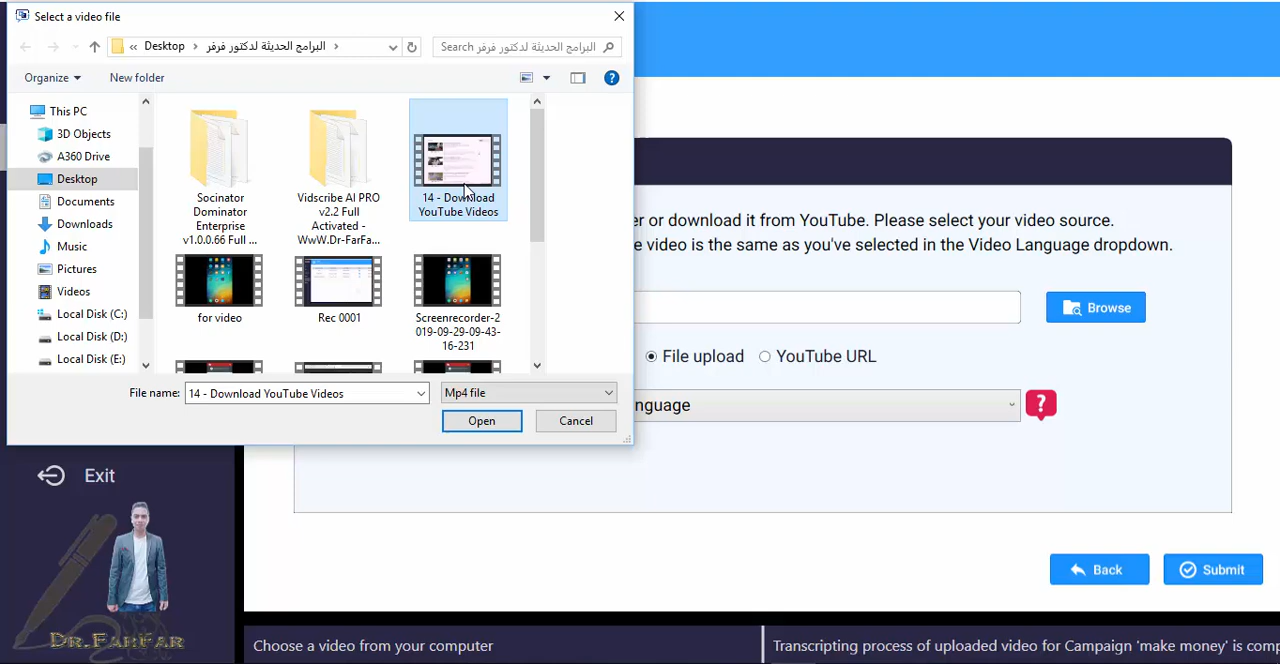 Select a video file
« Desktop › البرامج الحديثة لدكتور فرفر ›
Search البرامج الحديثة لدكتور فرفر
Organize
New folder
This PC
3D Objects
A360 Drive
Desktop
Documents
Downloads
Music
Pictures
Videos
Local Disk (C:)
Local Disk (D:)
Local Disk (E:)
Socinator
Dominator
Enterprise
v1.0.0.66 Full ...
Vidscribe AI PRO
v2.2 Full
Activated -
WwW.Dr-FarFa...
14 - Download
YouTube Videos
for video
Rec 0001
Screenrecorder-2
019-09-29-09-43-
16-231
File name:
14 - Download YouTube Videos
Mp4 file
Open
Cancel
er or download it from YouTube. Please select your video source.
e video is the same as you've selected in the Video Language dropdown.
Browse
File upload
YouTube URL
nguage
?
Exit
Back
Submit
DR.FARFAR
Choose a video from your computer
Transcripting process of uploaded video for Campaign 'make money' is comp